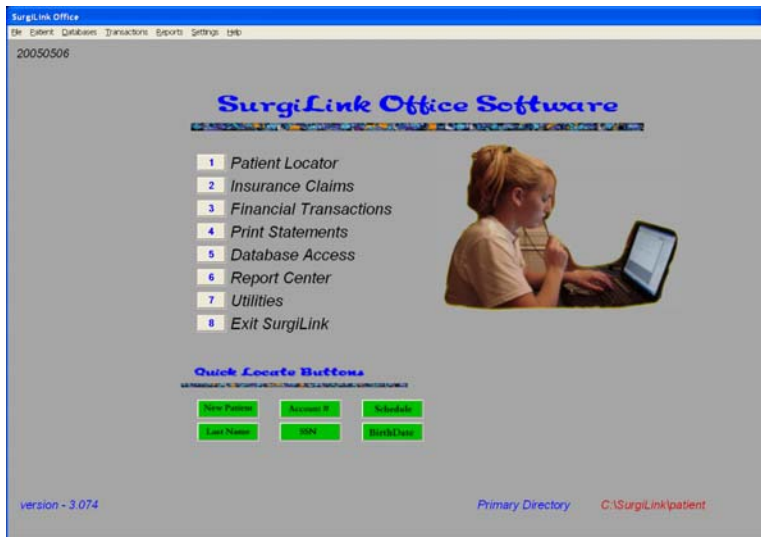 SurgiLink Office
File Patient Databases Transactions Reports Settings Help
20050506
SurgiLink Office Software
1 Patient Locator
2 Insurance Claims
3 Financial Transactions
4 Print Statements
5 Database Access
6 Report Center
7 Utilities
8 Exit SurgiLink
Quick Locate Buttons
New Patient Account # Schedule
Last Name SSN BirthDate
version - 3.074 Primary Directory C:\SurgiLink\patient